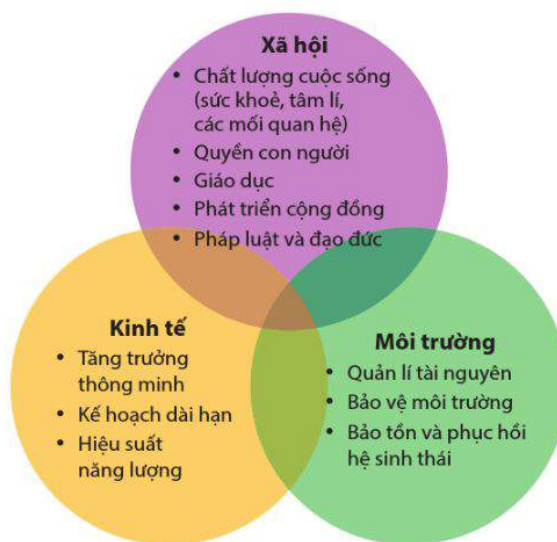 Xã hội
• Chất lượng cuộc sống
(sức khoẻ, tâm lí,
các mối quan hệ)
• Quyền con người
• Giáo dục
• Phát triển cộng đồng
• Pháp luật và đạo đức
Kinh tế
• Tăng trưởng
thông minh
• Kế hoạch dài hạn
• Hiệu suất
năng lượng
Môi trường
• Quản lí tài nguyên
• Bảo vệ môi trường
• Bảo tồn và phục hồi
hệ sinh thái